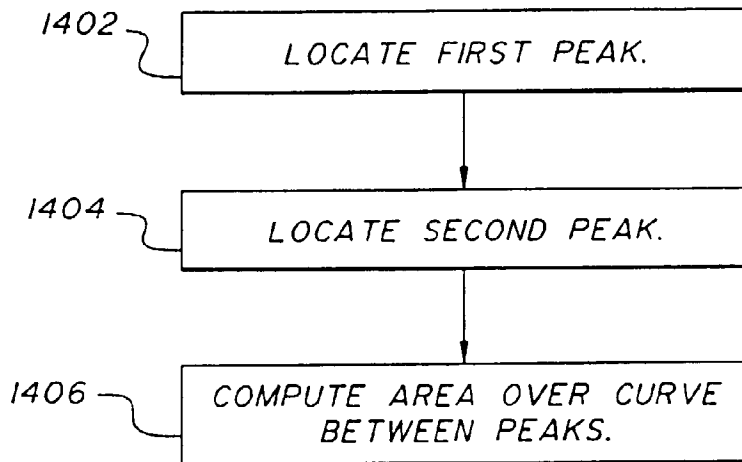 1402
LOCATE FIRST PEAK.
1404
LOCATE SECOND PEAK.
1406
COMPUTE AREA OVER CURVE
BETWEEN PEAKS.